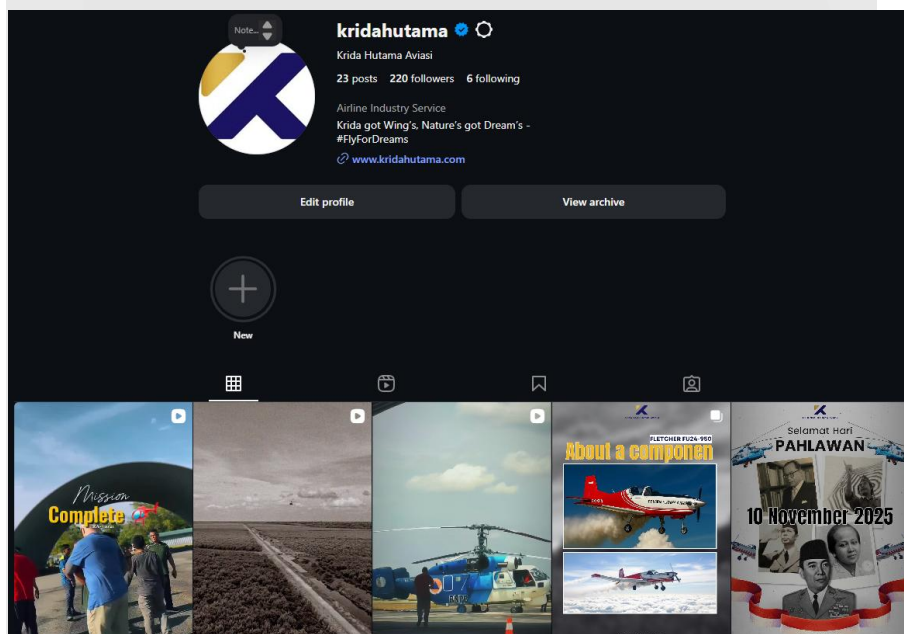 Note...
kridahutama
Krida Hutama Aviasi
23 posts 220 followers 6 following
Airline Industry Service
Krida got Wing's, Nature's got Dream's -
#FlyForDreams
www.kridahutama.com
Edit profile
View archive
New
Mission
Complete
FLETCHER FU24-950
About a componen
Selamat Hari
PAHLAWAN
10 November 2025